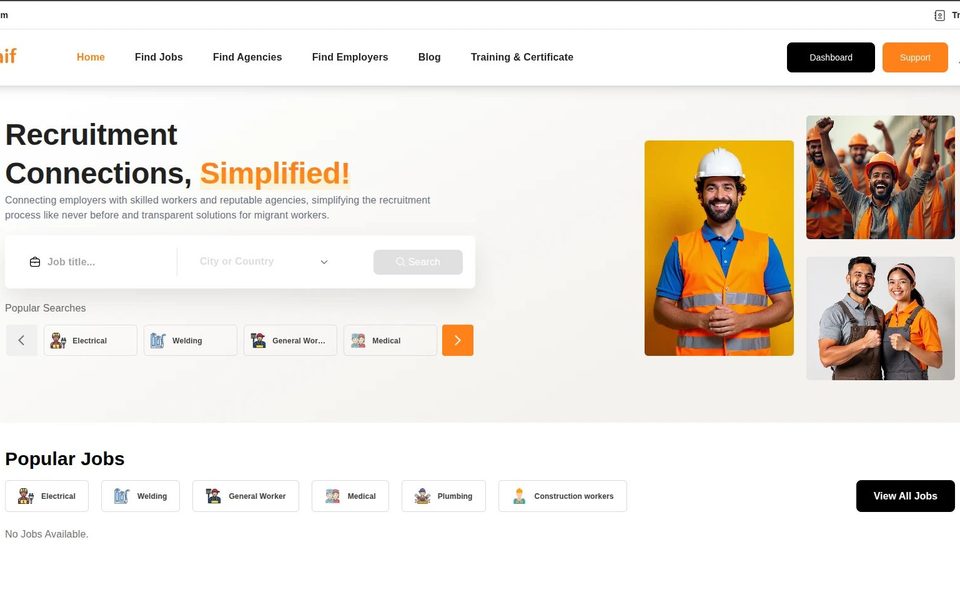 Home Find Jobs Find Agencies Find Employers Blog Training & Certificate Dashboard Support
Recruitment
Connections, Simplified!
Connecting employers with skilled workers and reputable agencies, simplifying the recruitment
process like never before and transparent solutions for migrant workers.
Job title... City or Country Search
Popular Searches
Electrical Welding General Wor... Medical
Popular Jobs
Electrical Welding General Worker Medical Plumbing Construction workers View All Jobs
No Jobs Available.